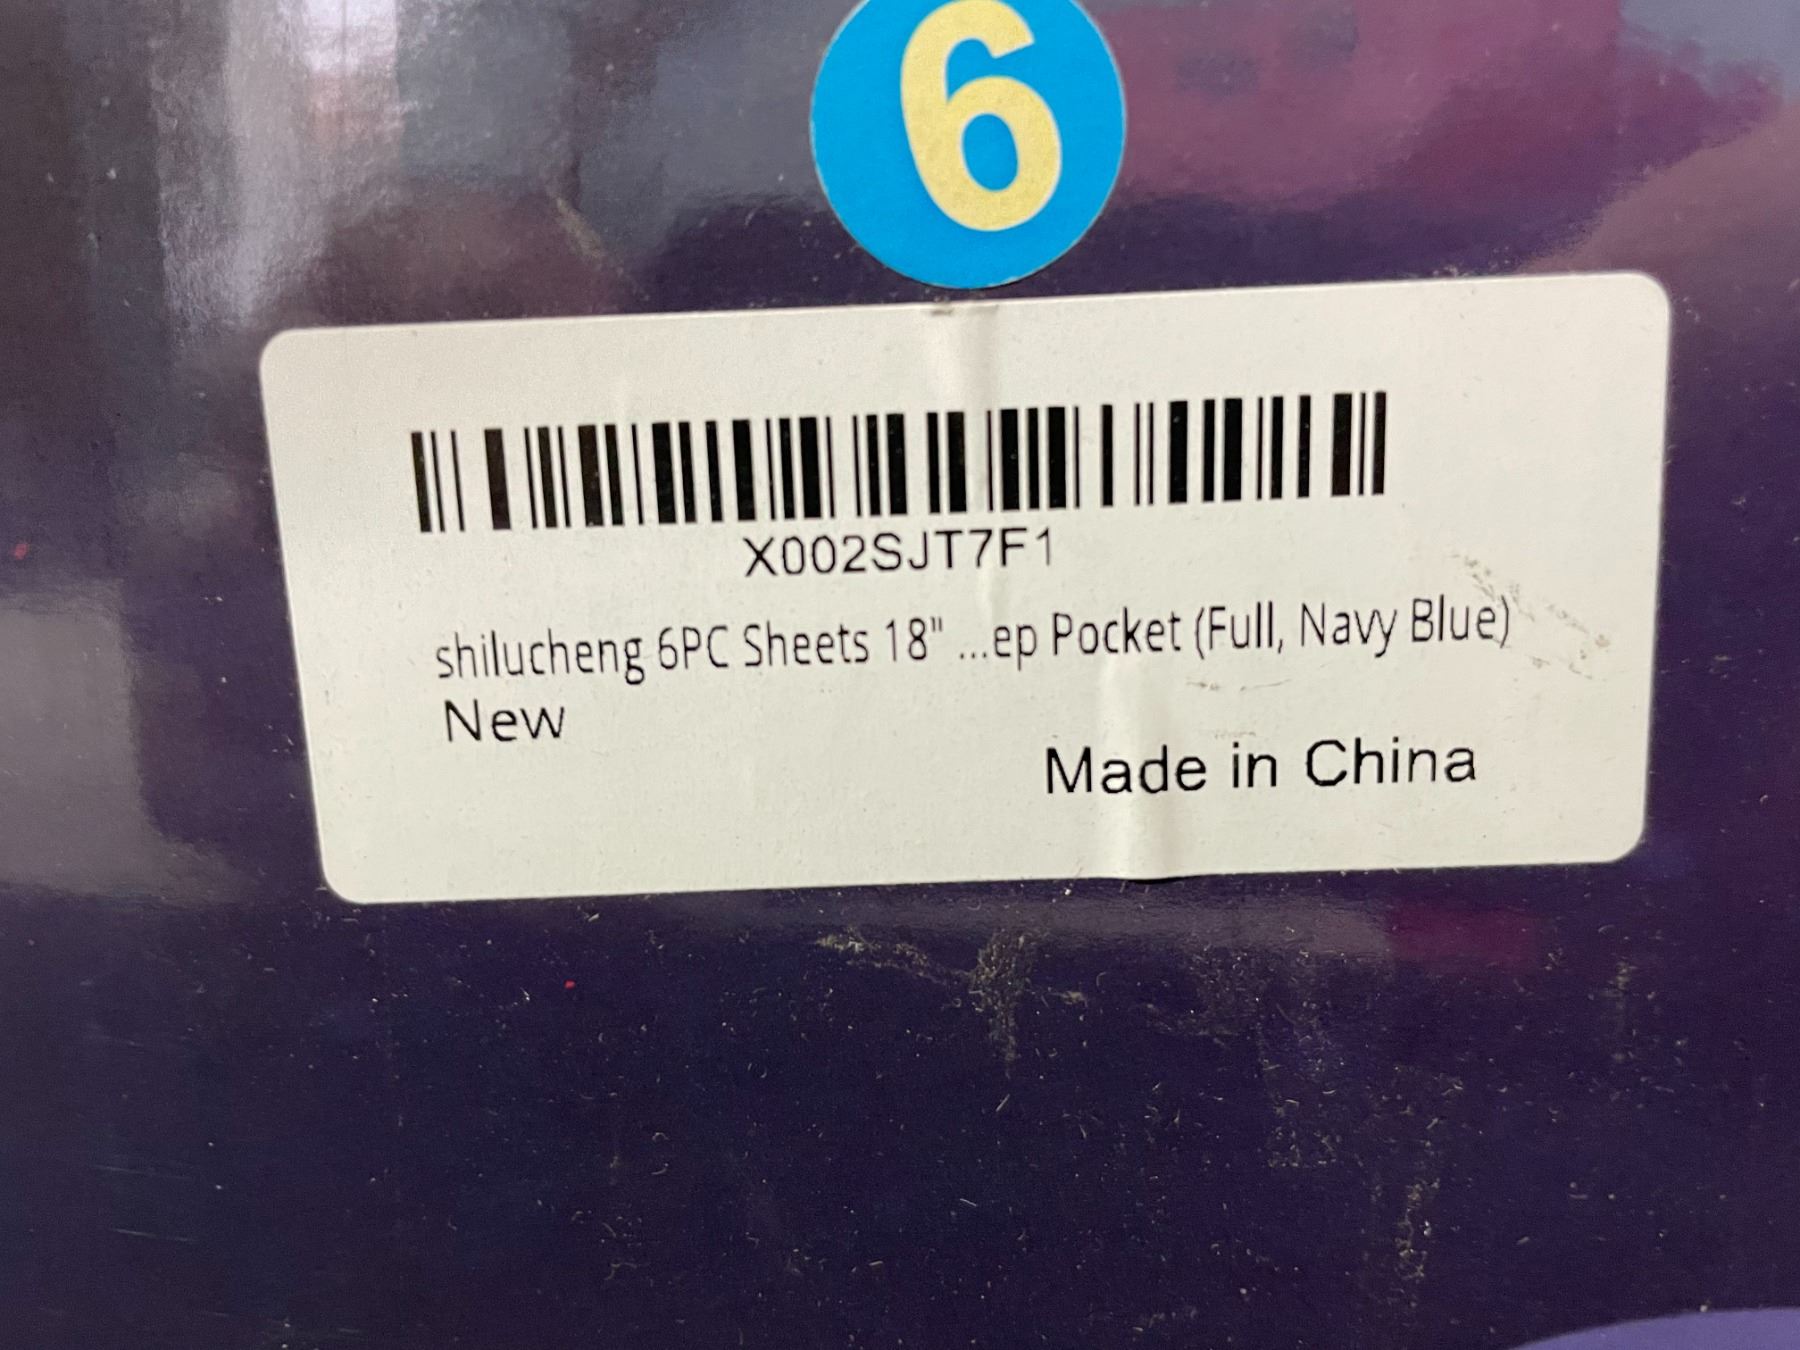 6
X002SJT7F1
shilucheng 6PC Sheets 18" ...ep Pocket (Full, Navy Blue)
New
Made in China